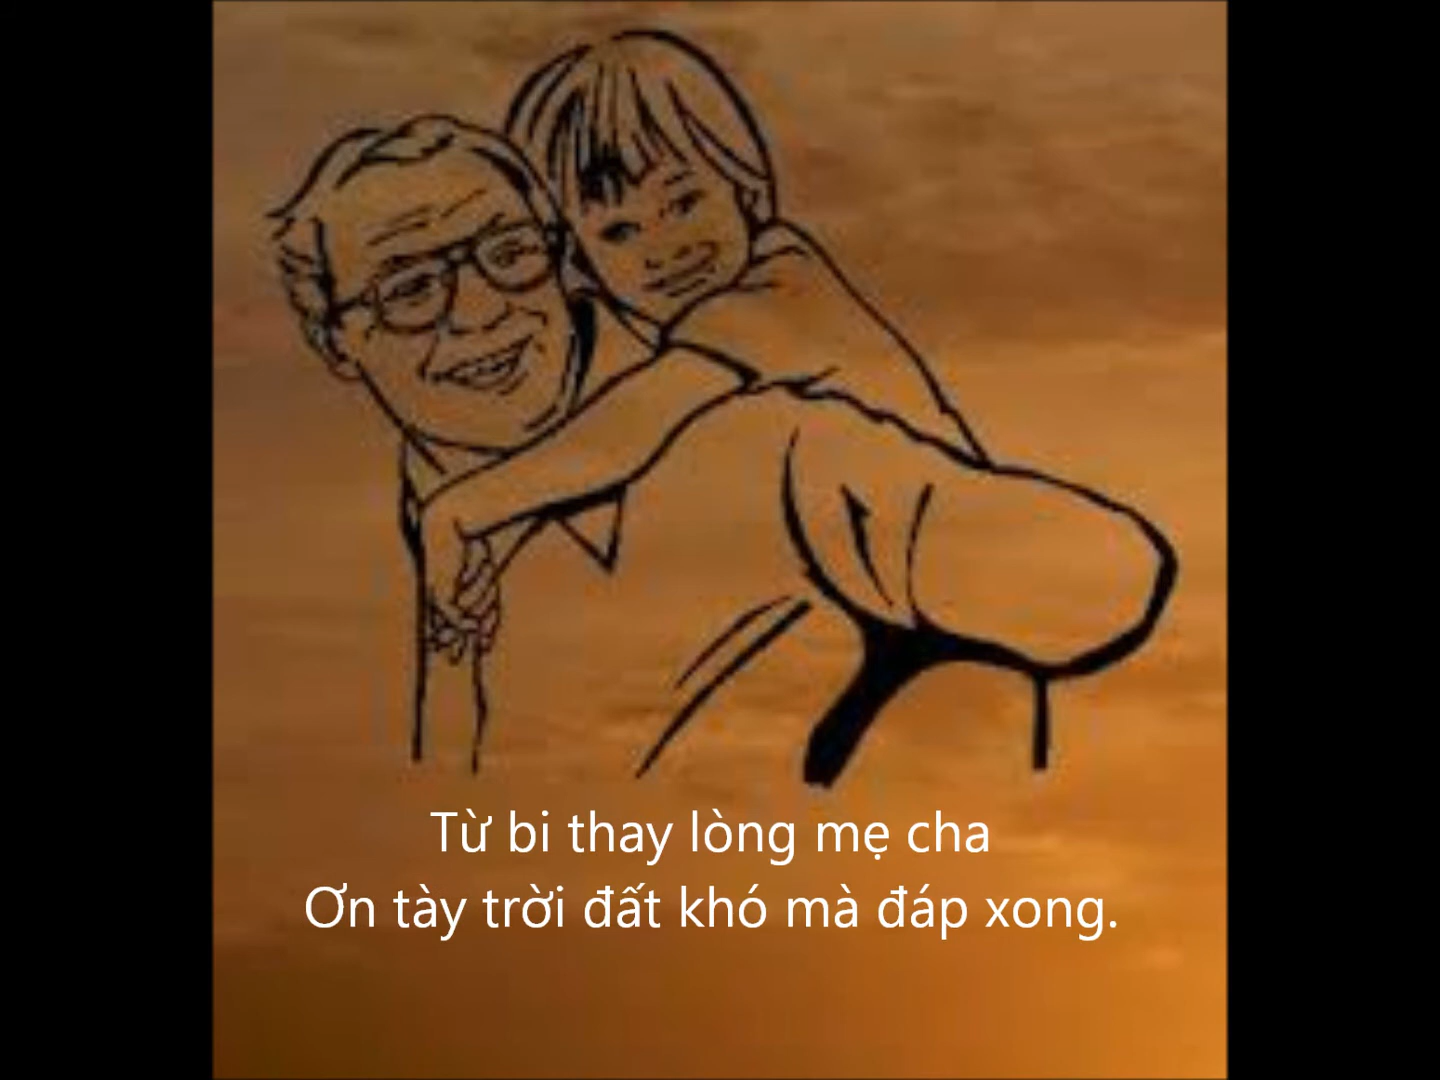 Từ bi thay lòng mẹ cha
Ơn tày trời đất khó mà đáp xong.